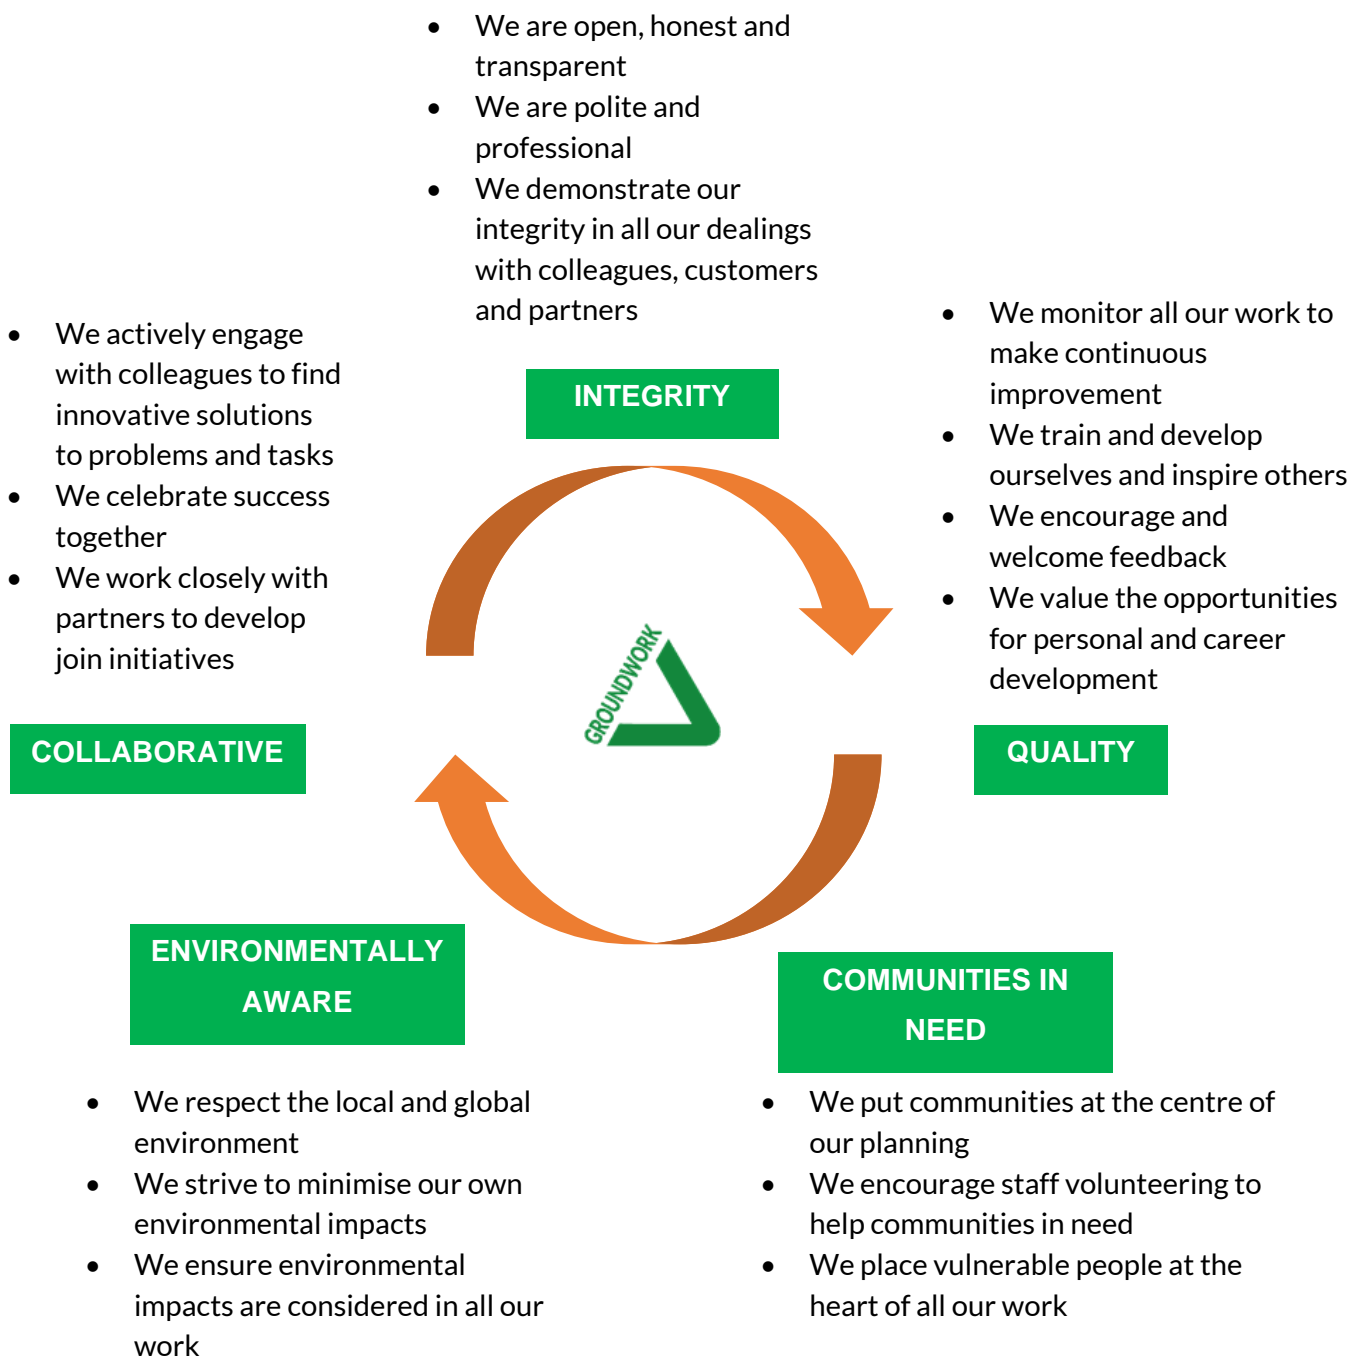 • We are open, honest and
transparent
• We are polite and
professional
• We demonstrate our
integrity in all our dealings
with colleagues, customers
and partners
INTEGRITY
• We actively engage
with colleagues to find
innovative solutions
to problems and tasks
• We celebrate success
together
• We work closely with
partners to develop
join initiatives
COLLABORATIVE
• We monitor all our work to
make continuous
improvement
• We train and develop
ourselves and inspire others
• We encourage and
welcome feedback
• We value the opportunities
for personal and career
development
QUALITY
GROUNDWORK
ENVIRONMENTALLY
AWARE
• We respect the local and global
environment
• We strive to minimise our own
environmental impacts
• We ensure environmental
impacts are considered in all our
work
COMMUNITIES IN
NEED
• We put communities at the centre of
our planning
• We encourage staff volunteering to
help communities in need
• We place vulnerable people at the
heart of all our work